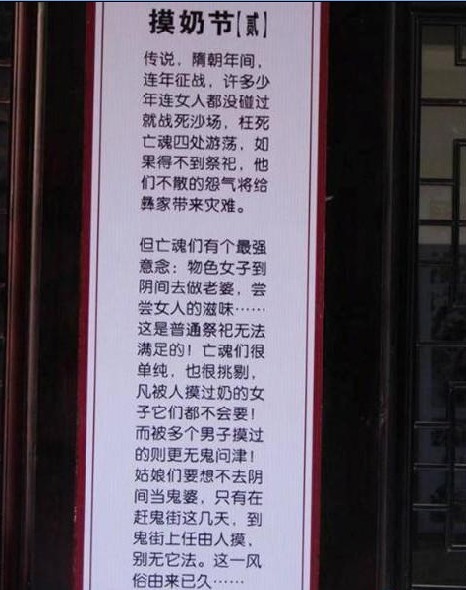 摸奶节【贰】
传说，隋朝年间，
连年征战，许多少
年连女人都没碰过
就战死沙场，枉死
亡魂四处游荡，如
果得不到祭祀，他
们不散的怨气将给
彝家带来灾难。
但亡魂们有个最强
意念：物色女子到
阴间去做老婆，尝
尝女人的滋味……
这是普通祭祀无法
满足的！亡魂们很
单纯，也很挑剔，
凡被人摸过奶的女
子它们都不会要！
而被多个男子摸过
的则更无鬼问津！
姑娘们要想不去阴
间当鬼婆，只有在
赶鬼街这几天，到
鬼街上任由人摸，
别无它法。这一风
俗由来已久……